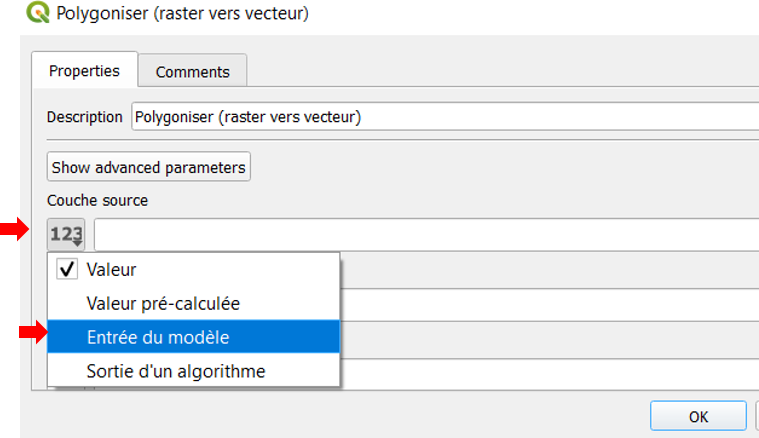 Polygoniser (raster vers vecteur)
Properties
Comments
Description
Polygoniser (raster vers vecteur)
Show advanced parameters
Couche source
123
Valeur
Valeur pré-calculée
Entrée du modèle
Sortie d'un algorithme
OK